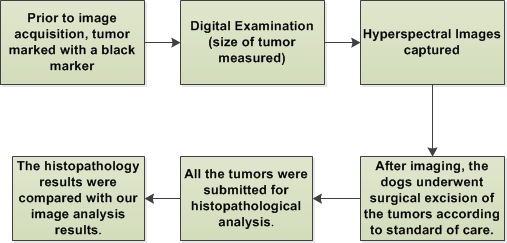 Prior to image
acquisition, tumor
marked with a black
marker
Digital Examination
(size of tumor
measured)
Hyperspectral Images
captured
After imaging, the
dogs underwent
surgical excision of
the tumors according
to standard of care.
All the tumors were
submitted for
histopathological
analysis.
The histopathology
results were
compared with our
image analysis
results.